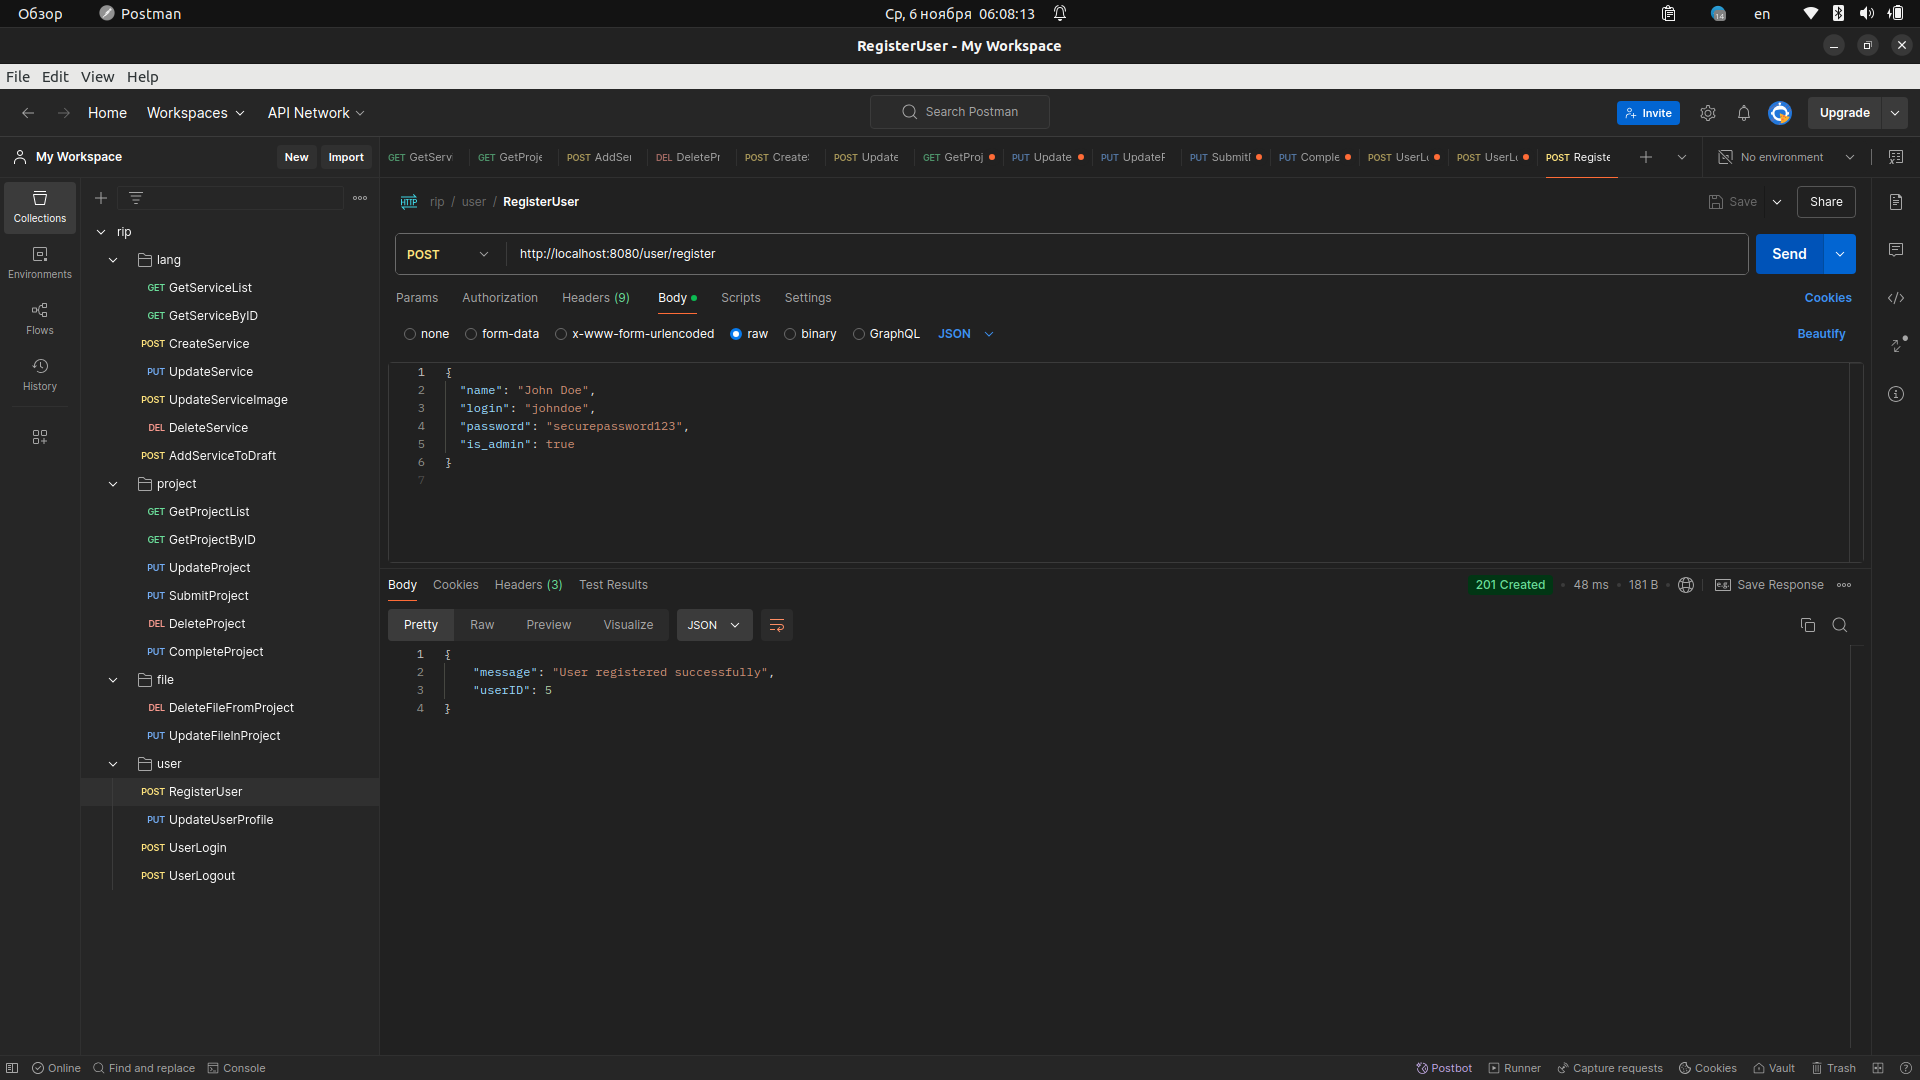 Обзор Postman Ср, 6 ноября 06:08:13 14 en
RegisterUser - My Workspace
File Edit View Help
Home Workspaces API Network Search Postman Invite Upgrade
My Workspace New Import
GET GetServi GET GetProje POST AddSer DEL DeletePr POST Create POST Update GET GetProj PUT Update PUT UpdateP PUT Submit PUT Comple POST UserL POST UserL POST Registe No environment
Collections
Environments
Flows
History
rip
lang
GET GetServiceList
GET GetServiceByID
POST CreateService
PUT UpdateService
POST UpdateServiceImage
DEL DeleteService
POST AddServiceToDraft
project
GET GetProjectList
GET GetProjectByID
PUT UpdateProject
PUT SubmitProject
DEL DeleteProject
PUT CompleteProject
file
DEL DeleteFileFromProject
PUT UpdateFileInProject
user
POST RegisterUser
PUT UpdateUserProfile
POST UserLogin
POST UserLogout
HTTP rip / user / RegisterUser Save Share
POST http://localhost:8080/user/register Send
Params Authorization Headers (9) Body Scripts Settings Cookies
none form-data x-www-form-urlencoded raw binary GraphQL JSON Beautify
1 {
2 "name": "John Doe",
3 "login": "johndoe",
4 "password": "securepassword123",
5 "is_admin": true
6 }
7
Body Cookies Headers (3) Test Results 201 Created 48 ms 181 B e.g. Save Response
Pretty Raw Preview Visualize JSON
1 {
2 "message": "User registered successfully",
3 "userID": 5
4 }
Online Find and replace Console Postbot Runner Capture requests Cookies Vault Trash